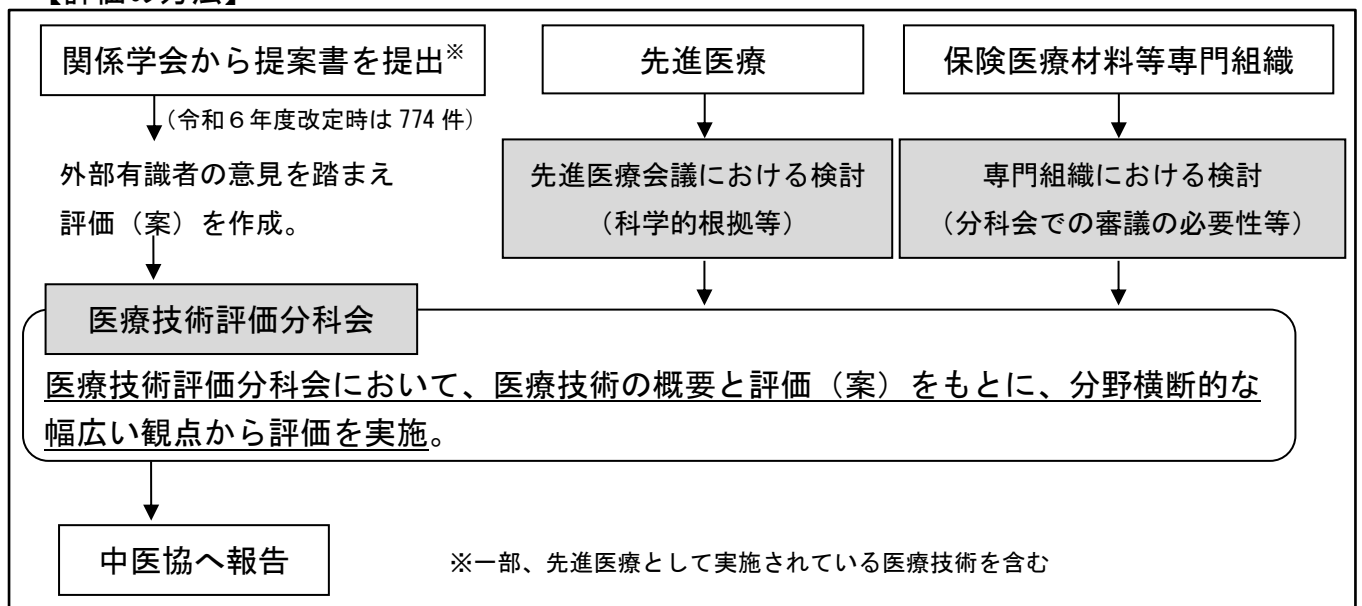 【評価の方法】
関係学会から提案書を提出※
(令和6年度改定時は774件)
外部有識者の意見を踏まえ
評価(案)を作成。
先進医療
先進医療会議における検討
(科学的根拠等)
保険医療材料等専門組織
専門組織における検討
(分科会での審議の必要性等)
医療技術評価分科会
医療技術評価分科会において、医療技術の概要と評価(案)をもとに、分野横断的な
幅広い観点から評価を実施。
中医協へ報告
※一部、先進医療として実施されている医療技術を含む